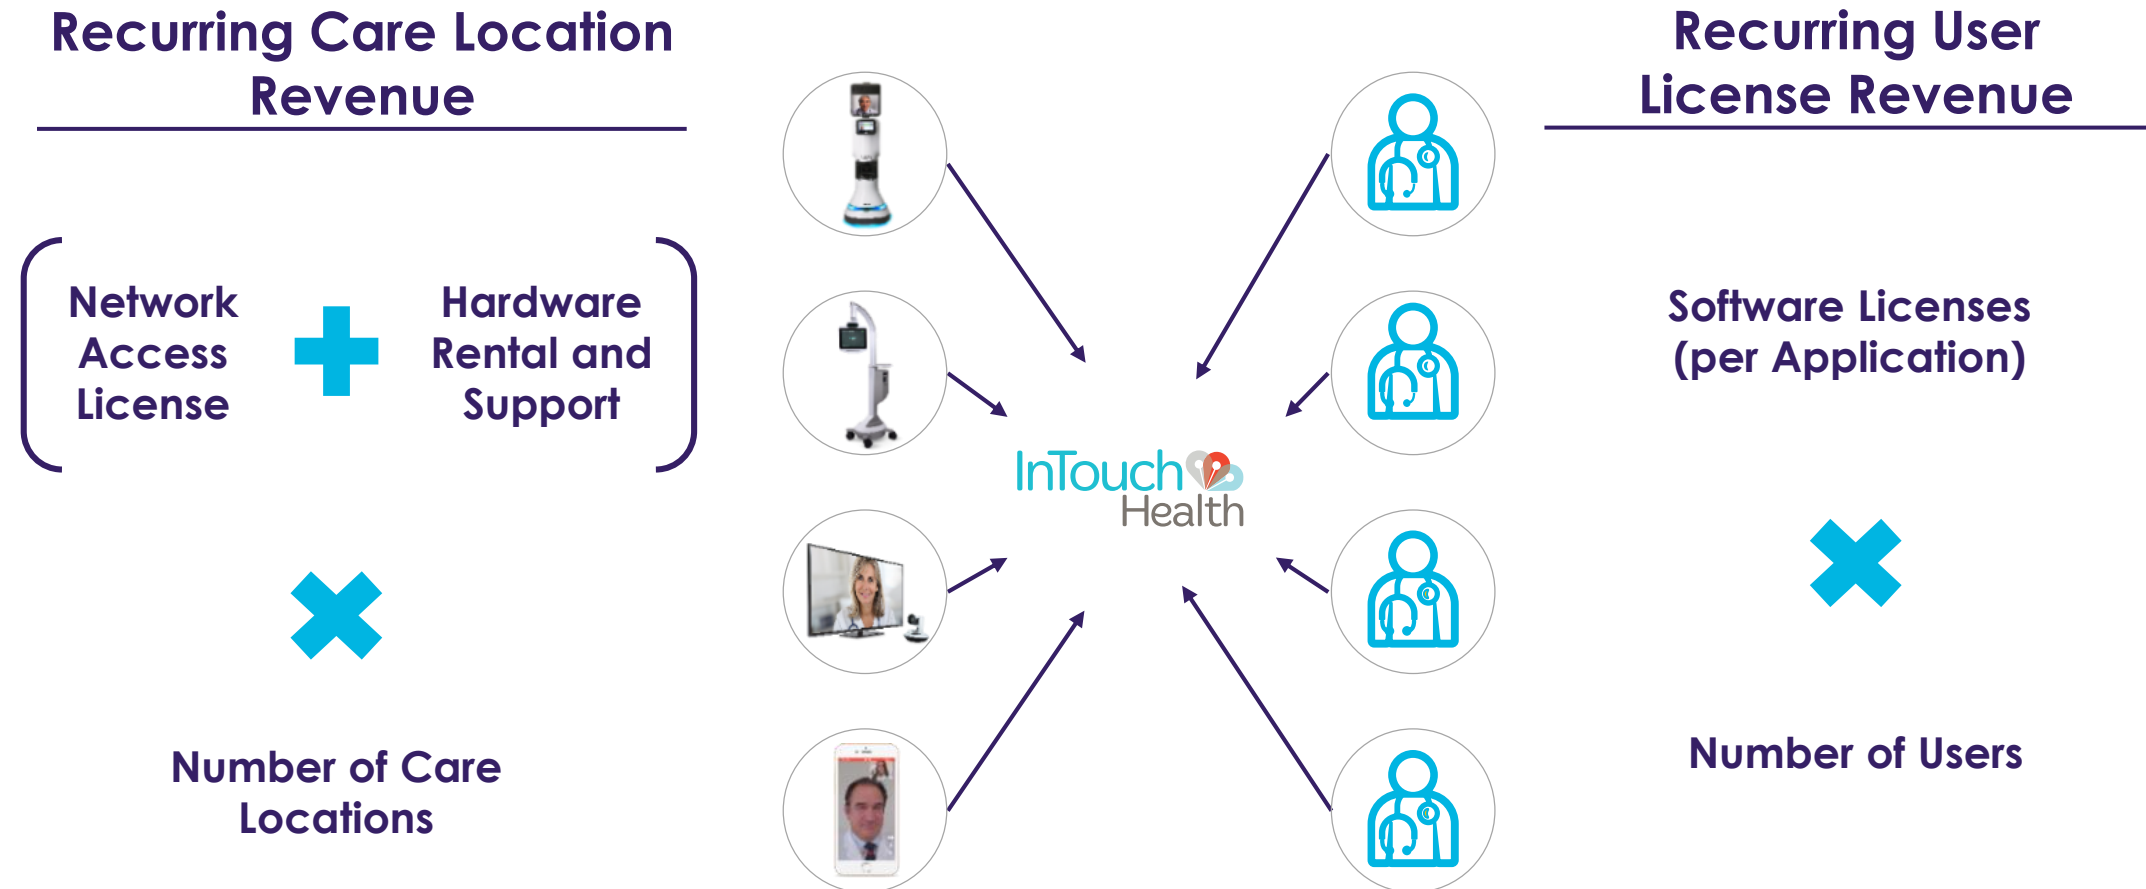 Recurring Care Location
Revenue
Network
Access
License
Hardware
Rental and
Support
Number of Care
Locations
InTouch
Health
Recurring User
License Revenue
Software Licenses
(per Application)
Number of Users